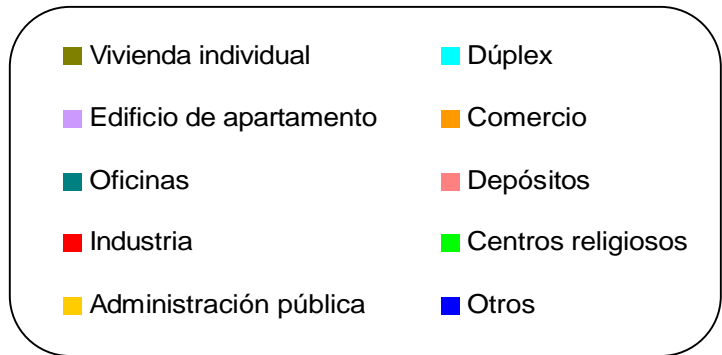 Vivienda individual
Dúplex
Edificio de apartamento
Comercio
Oficinas
Depósitos
Industria
Centros religiosos
Administración pública
Otros